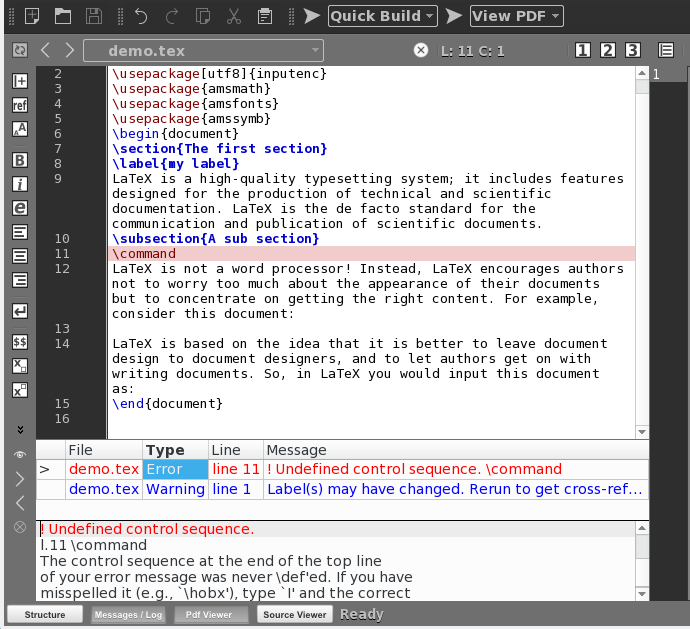 Quick Build View PDF
demo.tex L: 11 C: 1 1 2 3
1
2 \usepackage[utf8]{inputenc}
3 \usepackage{amsmath}
4 \usepackage{amsfonts}
5 \usepackage{amssymb}
6 \begin{document}
7 \section{The first section}
8 \label{my label}
9 LaTeX is a high-quality typesetting system; it includes features
designed for the production of technical and scientific
documentation. LaTeX is the de facto standard for the
communication and publication of scientific documents.
10 \subsection{A sub section}
11 \command
12 LaTeX is not a word processor! Instead, LaTeX encourages authors
not to worry too much about the appearance of their documents
but to concentrate on getting the right content. For example,
consider this document:
13
14 LaTeX is based on the idea that it is better to leave document
design to document designers, and to let authors get on with
writing documents. So, in LaTeX you would input this document
as:
15 \end{document}
16
ref
AA
B
i
e
$$
x
x
File Type Line Message
> demo.tex Error line 11 ! Undefined control sequence. \command
demo.tex Warning line 1 Label(s) may have changed. Rerun to get cross-ref...
! Undefined control sequence.
l.11 \command
The control sequence at the end of the top line
of your error message was never \def'ed. If you have
misspelled it (e.g., `\hobx'), type `I' and the correct
Structure Messages / Log Pdf Viewer Source Viewer Ready